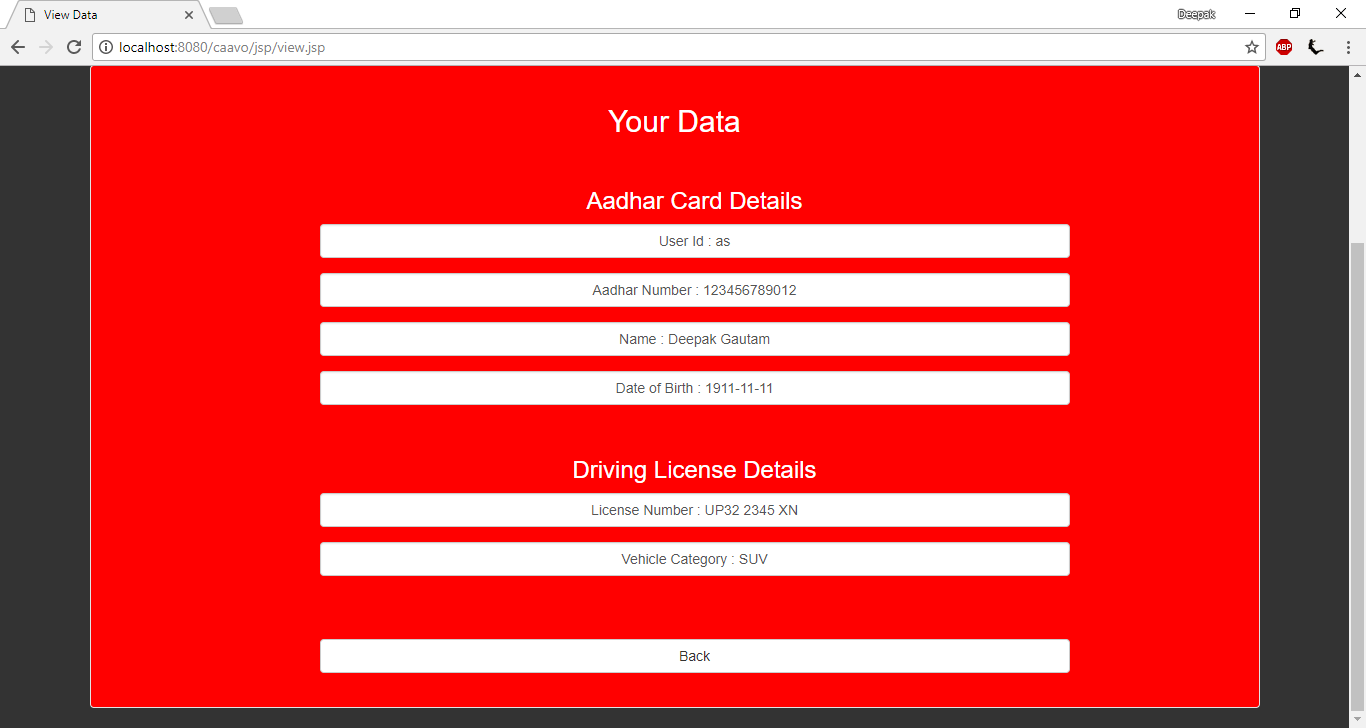 View Data
Deepak
localhost:8080/caavo/jsp/view.jsp
ABP
Your Data
Aadhar Card Details
User Id : as
Aadhar Number : 123456789012
Name : Deepak Gautam
Date of Birth : 1911-11-11
Driving License Details
License Number : UP32 2345 XN
Vehicle Category : SUV
Back